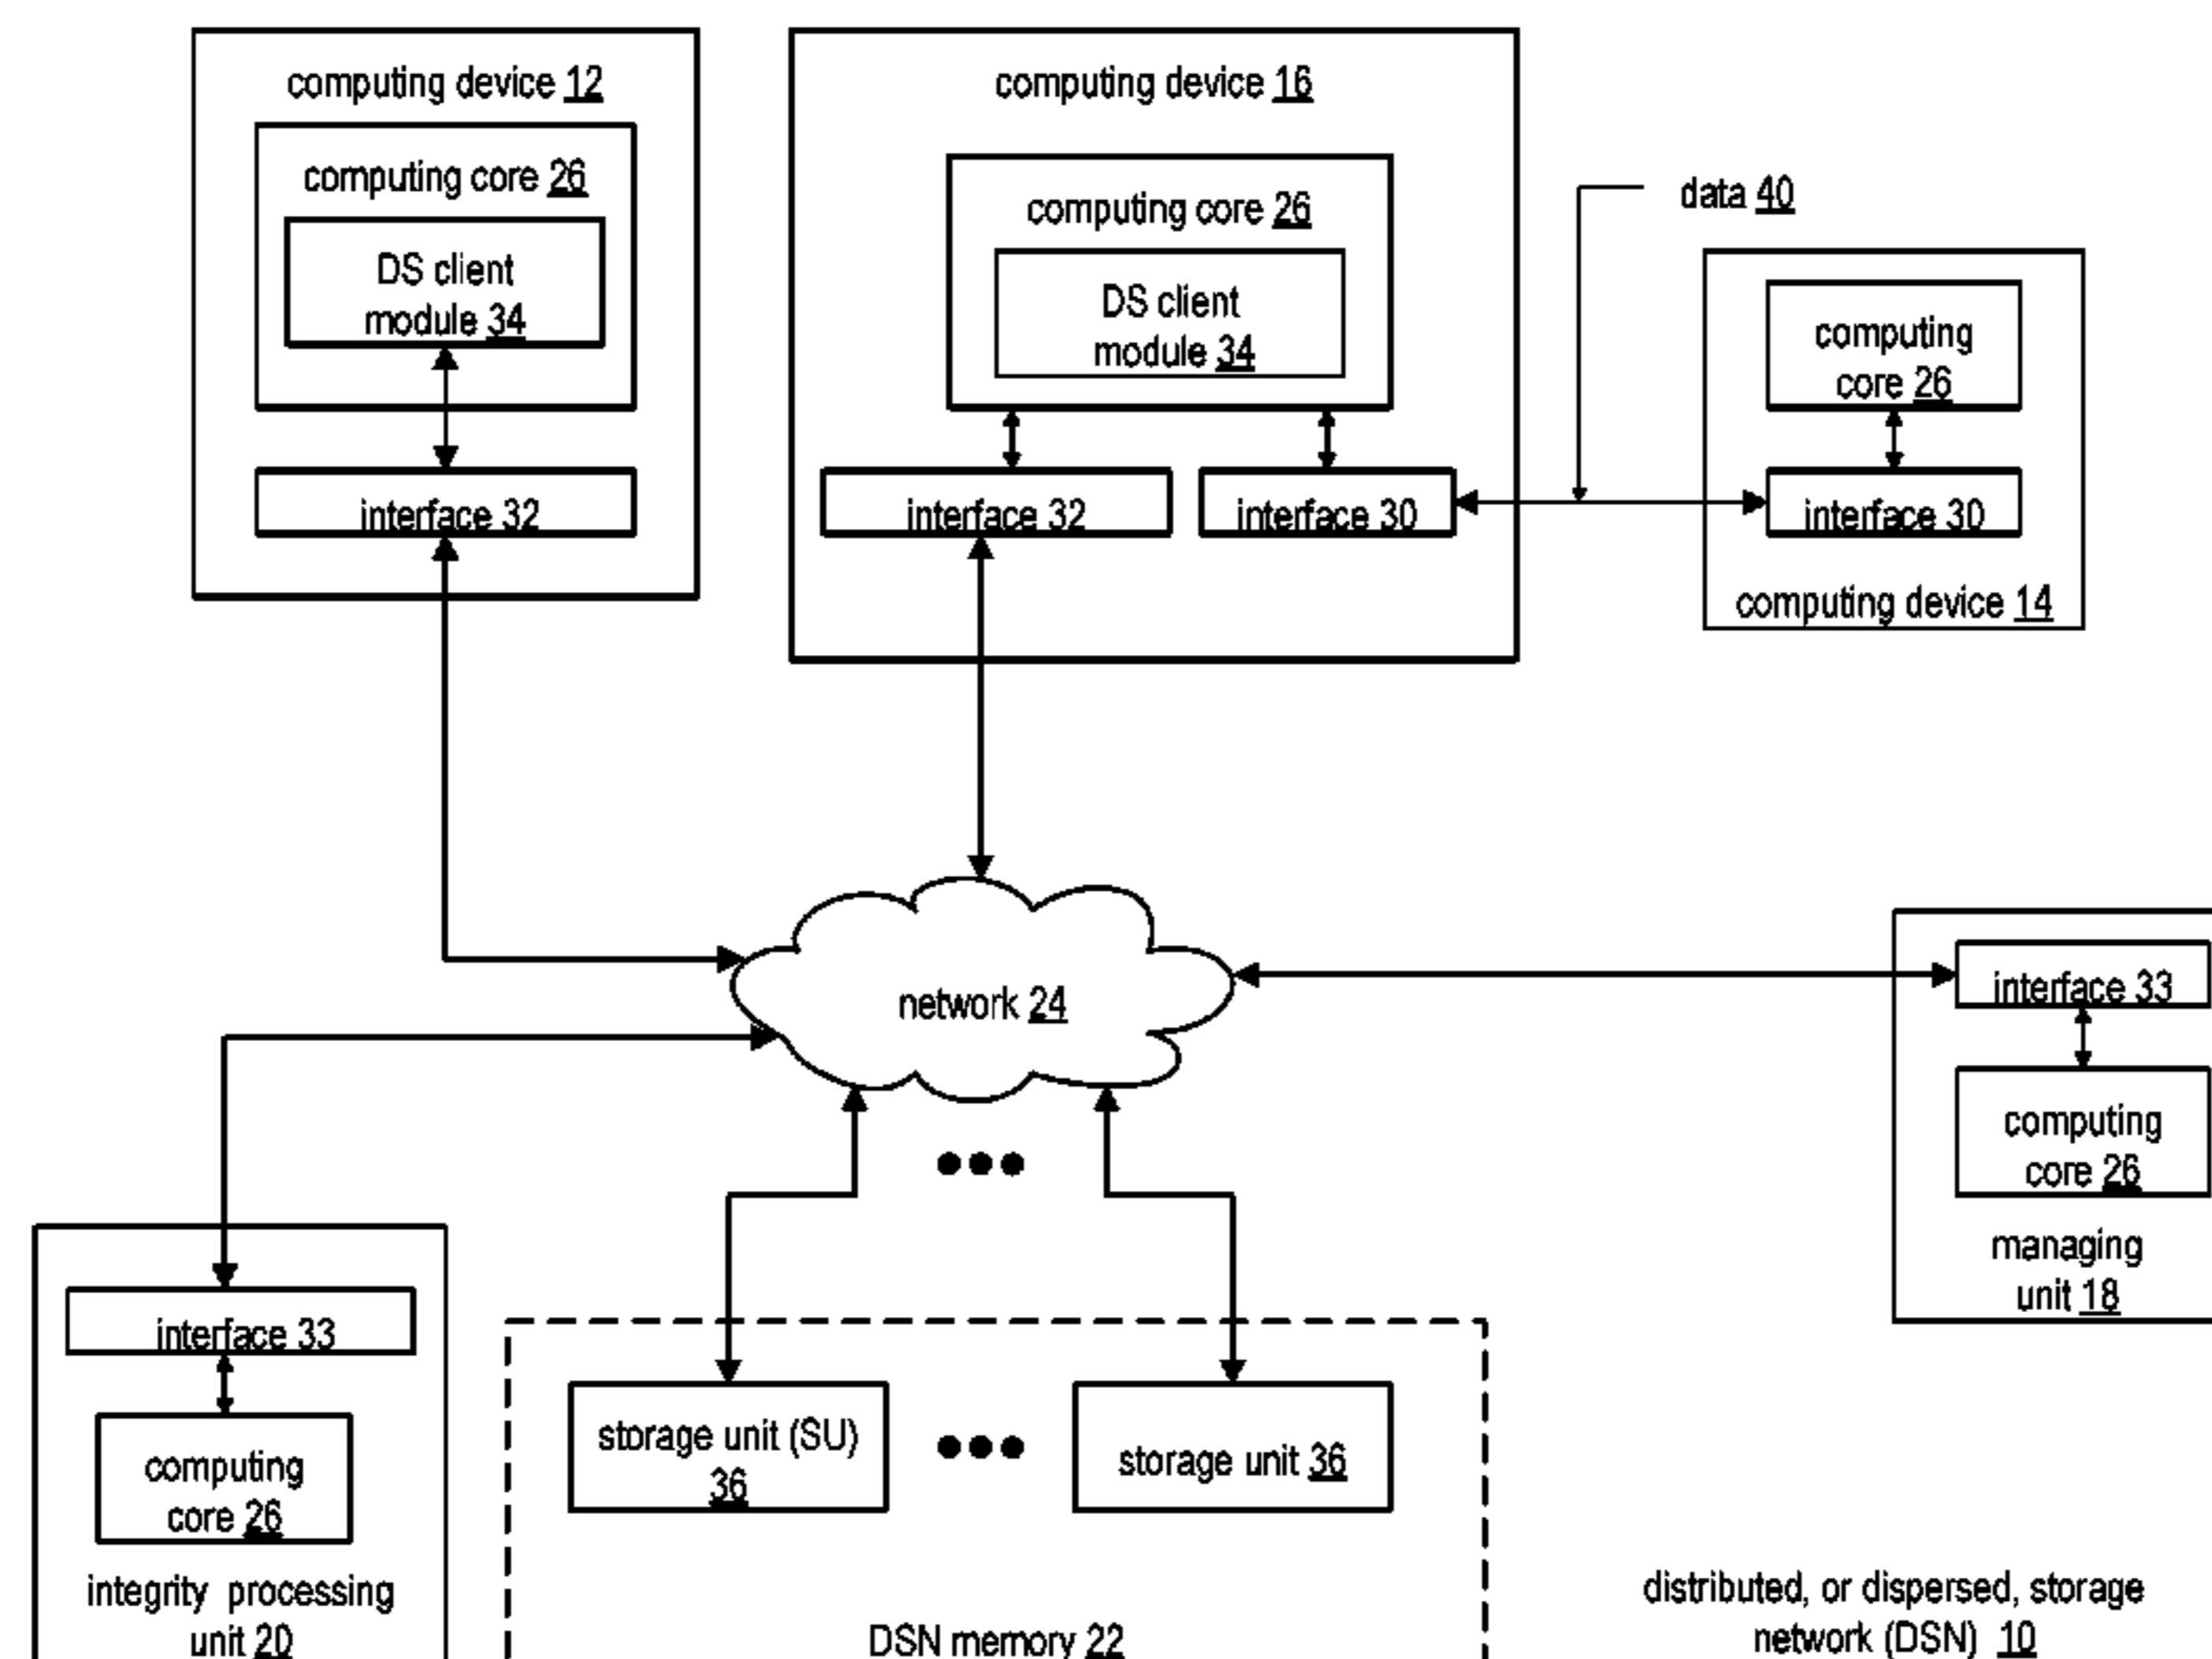 computing device 12
computing core 26
DS client
module 34
interface 32
computing device 16
computing core 26
DS client
module 34
interface 32
interface 30
data 40
computing
core 26
interface 30
computing device 14
network 24
interface 33
computing
core 26
managing
unit 18
interface 33
computing
core 26
integrity processing
unit 20
storage unit (SU)
36
storage unit 36
DSN memory 22
distributed, or dispersed, storage
network (DSN) 10